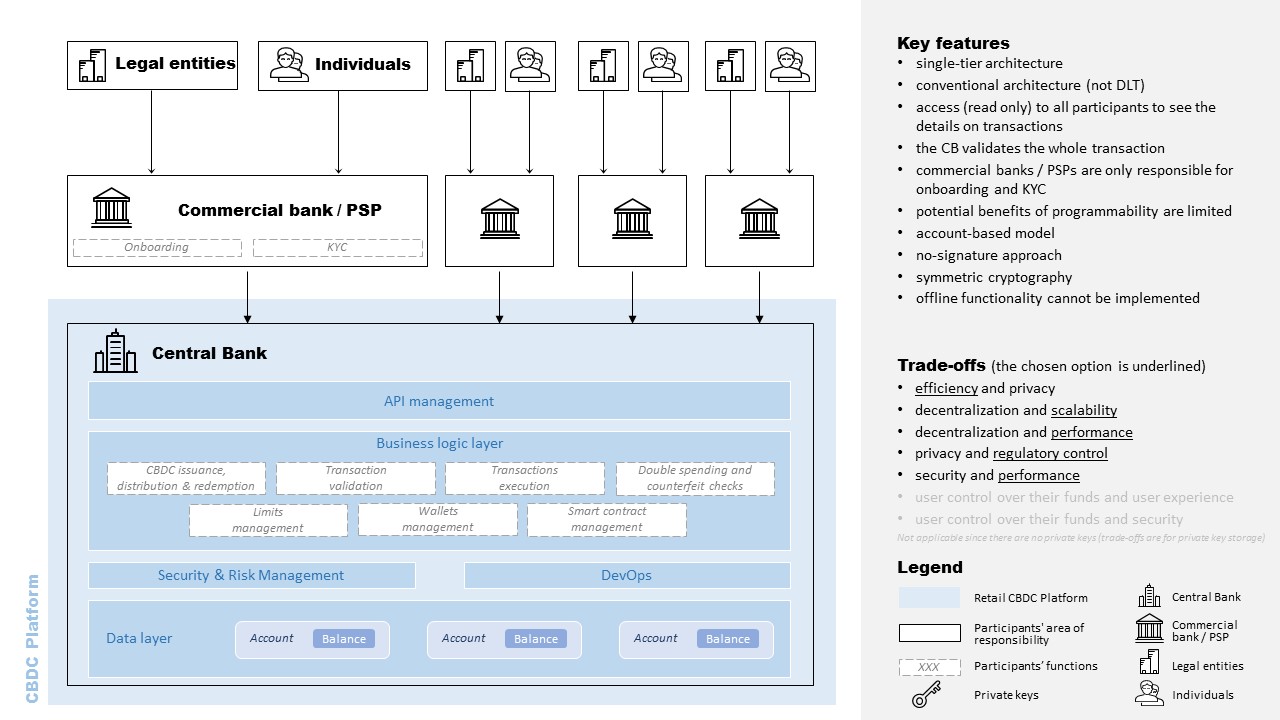 Legal entities
Individuals
Commercial bank / PSP
Onboarding
KYC
CBDC Platform
Central Bank
API management
Business logic layer
CBDC issuance,
distribution & redemption
Transaction
validation
Transactions
execution
Double spending and
counterfeit checks
Limits
management
Wallets
management
Smart contract
management
Security & Risk Management
DevOps
Data layer
Account
Balance
Account
Balance
Account
Balance
Key features
• single-tier architecture
• conventional architecture (not DLT)
• access (read only) to all participants to see the
details on transactions
• the CB validates the whole transaction
• commercial banks / PSPs are only responsible for
onboarding and KYC
• potential benefits of programmability are limited
• account-based model
• no-signature approach
• symmetric cryptography
• offline functionality cannot be implemented
Trade-offs (the chosen option is underlined)
• efficiency and privacy
• decentralization and scalability
• decentralization and performance
• privacy and regulatory control
• security and performance
• user control over their funds and user experience
• user control over their funds and security
Not applicable since there are no private keys (trade-offs are for private key storage)
Legend
Retail CBDC Platform
Participants' area of
responsibility
XXX
Participants' functions
Private keys
Central Bank
Commercial
bank / PSP
Legal entities
Individuals